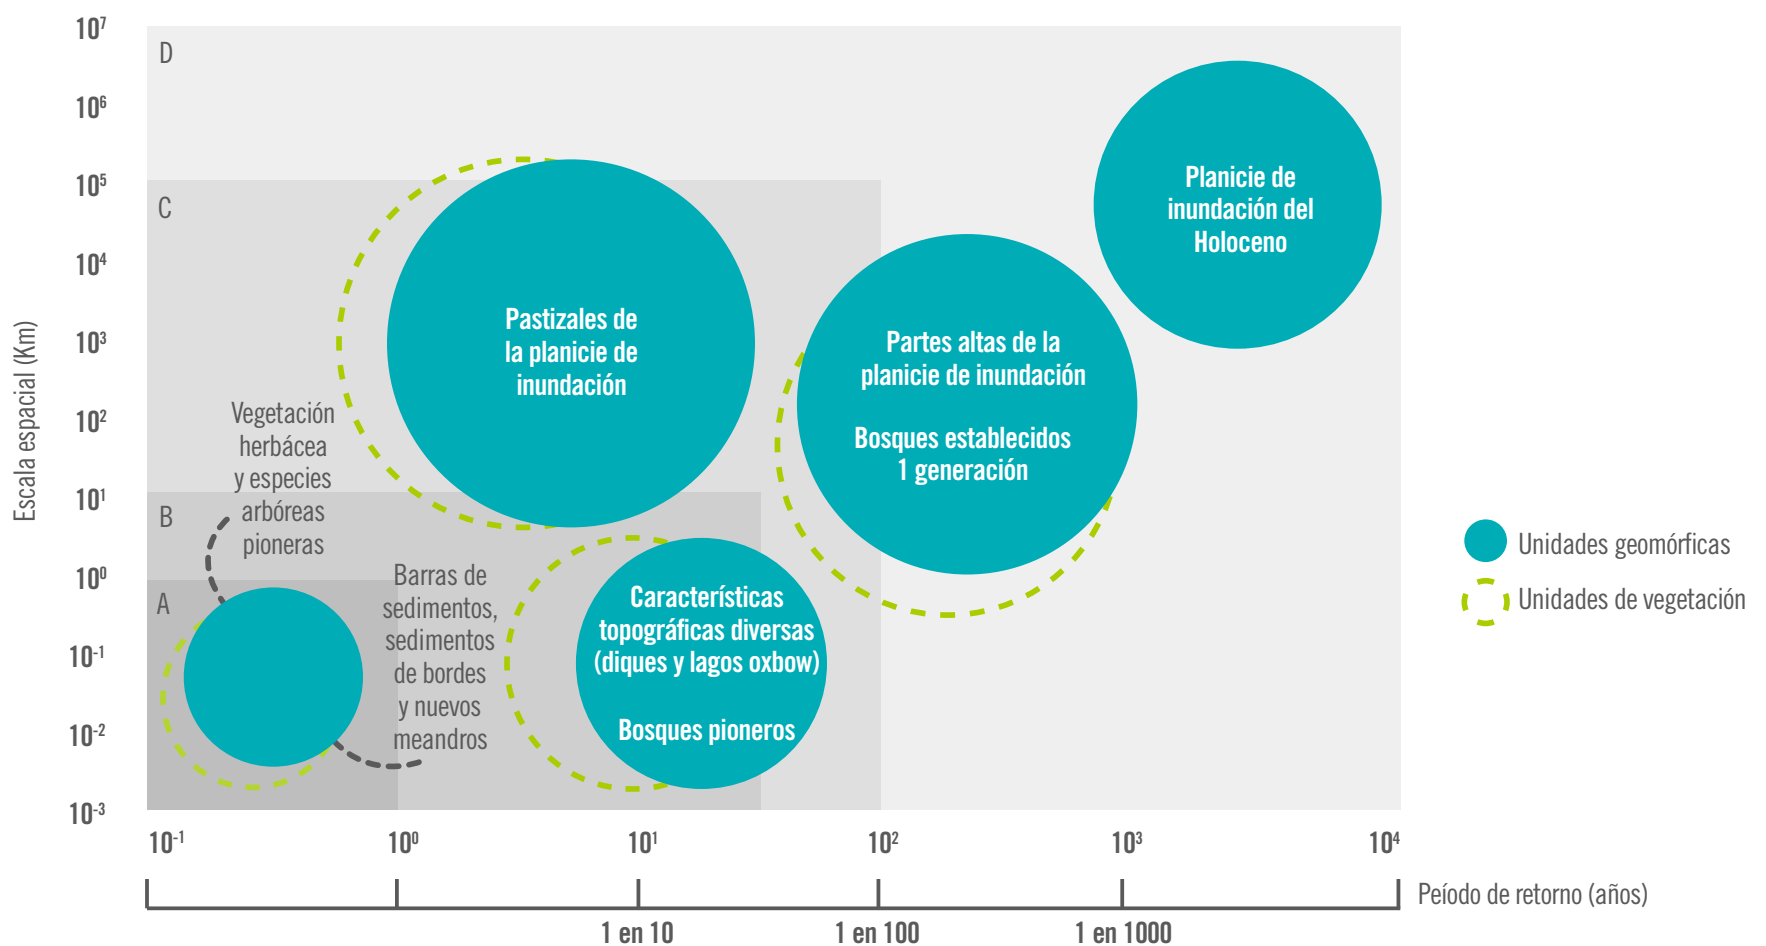 10⁷
10⁶
10⁵
10⁴
10³
10²
10¹
10⁰
10⁻¹
10⁻²
10⁻³
Escala espacial (Km)
D
C
B
A
Planicie de
inundación del
Holoceno
Pastizales de
la planicie de
inundación
Partes altas de la
planicie de inundación
Bosques establecidos
1 generación
Vegetación
herbácea
y especies
arbóreas
pioneras
Barras de
sedimentos,
sedimentos
de bordes
y nuevos
meandros
Características
topográficas diversas
(diques y lagos oxbow)
Bosques pioneros
Unidades geomórficas
Unidades de vegetación
10⁻¹
10⁰
10¹
10²
10³
10⁴
Peíodo de retorno (años)
1 en 10
1 en 100
1 en 1000